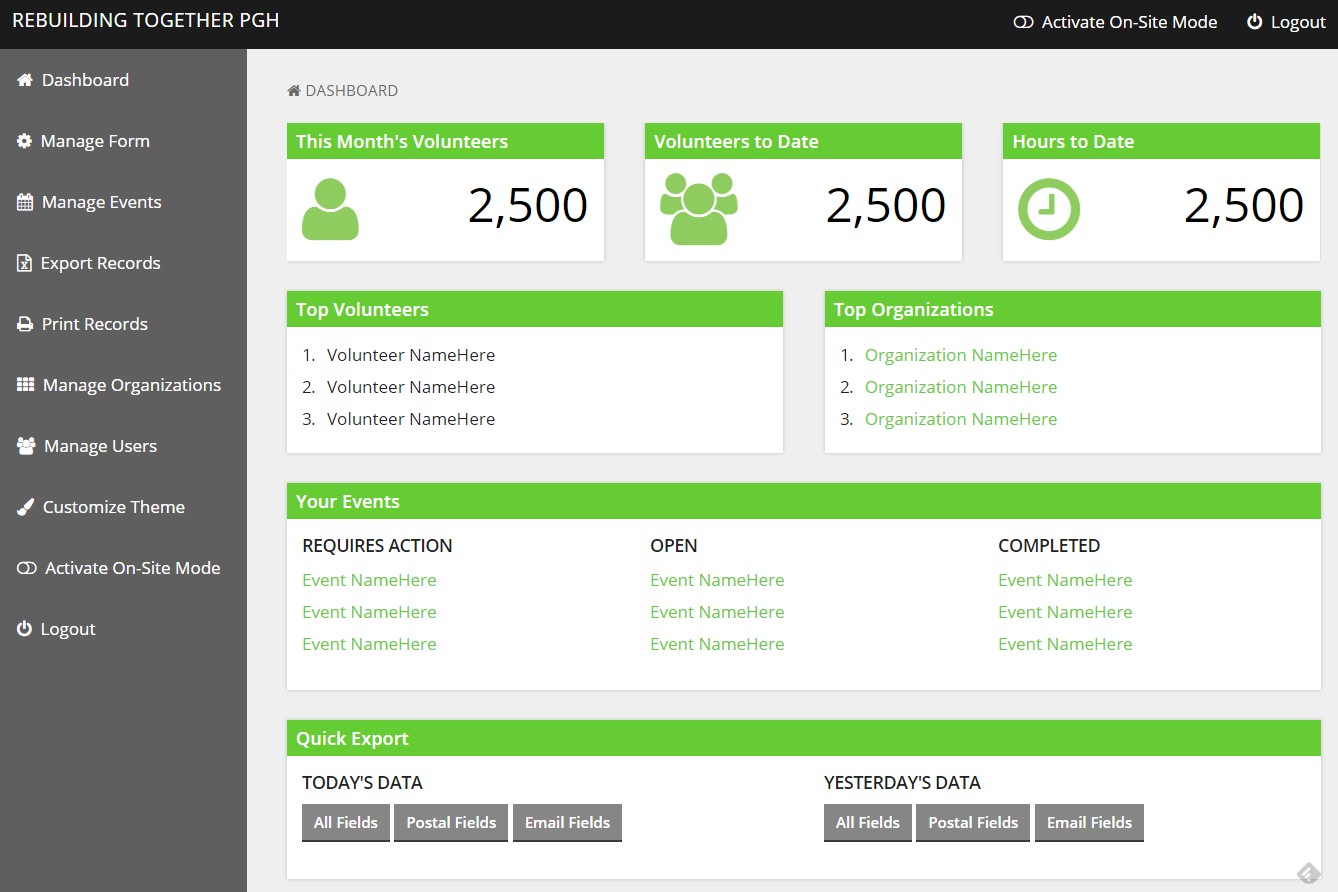 REBUILDING TOGETHER PGH
Activate On-Site Mode
Logout
Dashboard
Manage Form
Manage Events
Export Records
Print Records
Manage Organizations
Manage Users
Customize Theme
Activate On-Site Mode
Logout
DASHBOARD
This Month's Volunteers
2,500
Volunteers to Date
2,500
Hours to Date
2,500
Top Volunteers
1. Volunteer NameHere
2. Volunteer NameHere
3. Volunteer NameHere
Top Organizations
1. Organization NameHere
2. Organization NameHere
3. Organization NameHere
Your Events
REQUIRES ACTION
Event NameHere
Event NameHere
Event NameHere
OPEN
Event NameHere
Event NameHere
Event NameHere
COMPLETED
Event NameHere
Event NameHere
Event NameHere
Quick Export
TODAY'S DATA
All Fields Postal Fields Email Fields
YESTERDAY'S DATA
All Fields Postal Fields Email Fields